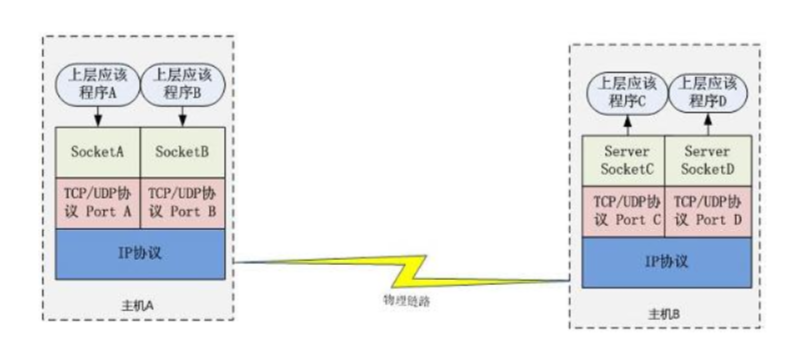 上层应该
程序A
上层应该
程序B
SocketA
SocketB
TCP/UDP协
议 Port A
TCP/UDP协
议 Port B
IP协议
主机A
物理链路
上层应该
程序C
上层应该
程序D
Server
SocketC
Server
SocketD
TCP/UDP协
议 Port C
TCP/UDP协
议 Port D
IP协议
主机B